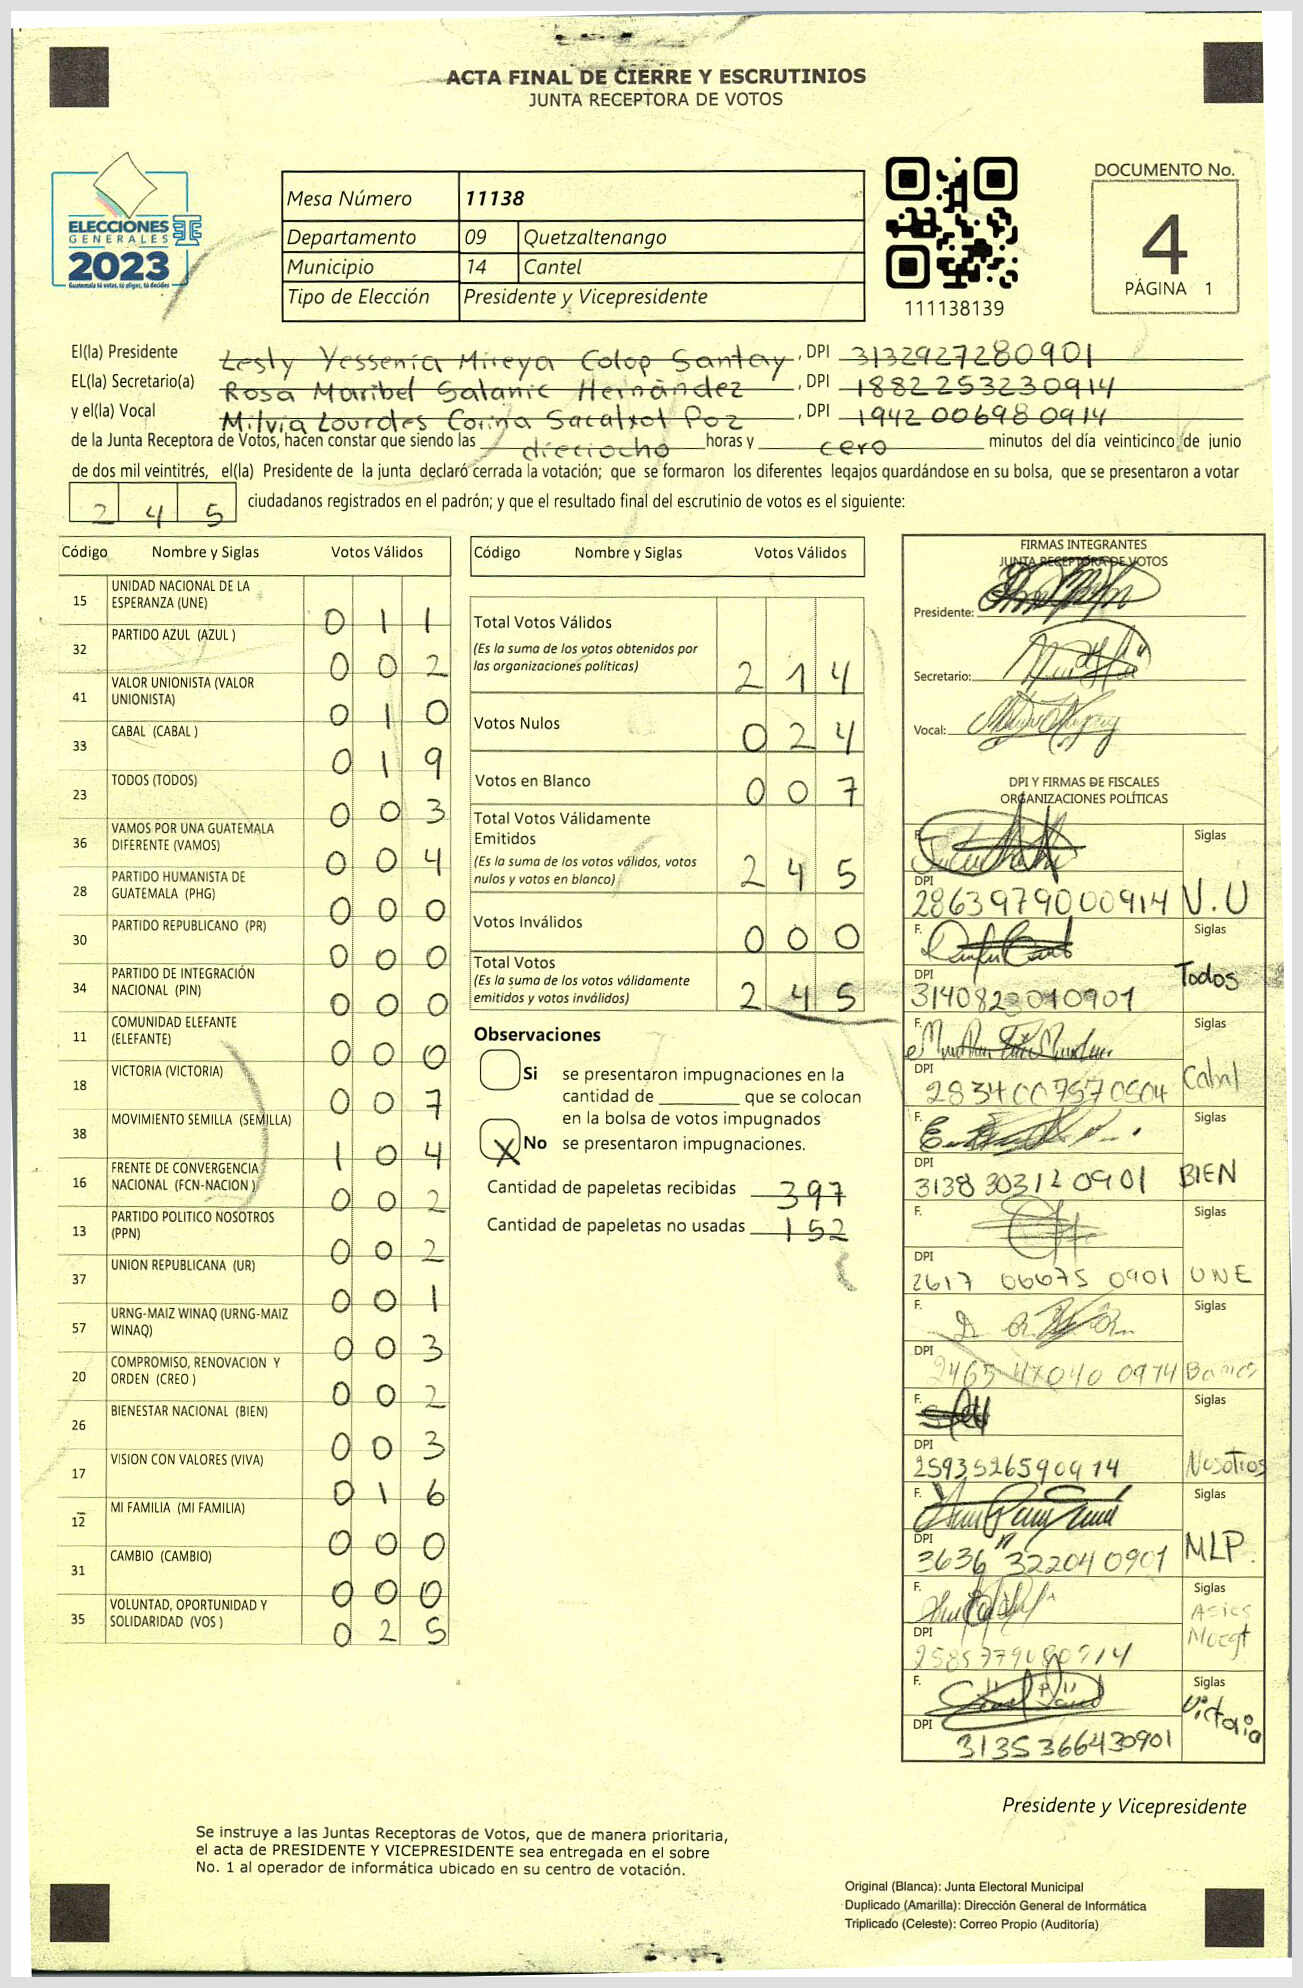 ACTA FINAL DE CIERRE Y ESCRUTINIOS
JUNTA RECEPTORA DE VOTOS
ELECCIONES
GENERALES
2023
Guatemala tú votas, tú eliges, tú decides
Mesa Número 11138
Departamento 09 Quetzaltenango
Municipio 14 Cantel
Tipo de Elección Presidente y Vicepresidente
111138139
DOCUMENTO No.
4
PÁGINA 1
El(la) Presidente Lesly Yessenia Mireya Colop Santay, DPI 3132927280901
EL(la) Secretario(a) Rosa Maribel Salanic Hernández, DPI 1882253230914
y el(la) Vocal Milvia Lourdes Corina Sacalxot Poz, DPI 1942006980914
de la Junta Receptora de Votos, hacen constar que siendo las dieciocho horas y cero minutos del día veinticinco de junio
de dos mil veintitrés, el(la) Presidente de la junta declaró cerrada la votación; que se formaron los diferentes legajos guardándose en su bolsa, que se presentaron a votar
2 4 5 ciudadanos registrados en el padrón; y que el resultado final del escrutinio de votos es el siguiente:
Código Nombre y Siglas Votos Válidos
15 UNIDAD NACIONAL DE LA ESPERANZA (UNE) 0 1 1
32 PARTIDO AZUL (AZUL ) 0 0 2
41 VALOR UNIONISTA (VALOR UNIONISTA) 0 1 0
33 CABAL (CABAL ) 0 1 9
23 TODOS (TODOS) 0 0 3
36 VAMOS POR UNA GUATEMALA DIFERENTE (VAMOS) 0 0 4
28 PARTIDO HUMANISTA DE GUATEMALA (PHG) 0 0 0
30 PARTIDO REPUBLICANO (PR) 0 0 0
34 PARTIDO DE INTEGRACIÓN NACIONAL (PIN) 0 0 0
11 COMUNIDAD ELEFANTE (ELEFANTE) 0 0 0
18 VICTORIA (VICTORIA) 0 0 7
38 MOVIMIENTO SEMILLA (SEMILLA) 1 0 4
16 FRENTE DE CONVERGENCIA NACIONAL (FCN-NACION ) 0 0 2
13 PARTIDO POLITICO NOSOTROS (PPN) 0 0 2
37 UNION REPUBLICANA (UR) 0 0 1
57 URNG-MAIZ WINAQ (URNG-MAIZ WINAQ) 0 0 3
20 COMPROMISO, RENOVACION Y ORDEN (CREO ) 0 0 2
26 BIENESTAR NACIONAL (BIEN) 0 0 3
17 VISION CON VALORES (VIVA) 0 1 6
12 MI FAMILIA (MI FAMILIA) 0 0 0
31 CAMBIO (CAMBIO) 0 0 0
35 VOLUNTAD, OPORTUNIDAD Y SOLIDARIDAD (VOS ) 0 2 5
Código Nombre y Siglas Votos Válidos
Total Votos Válidos
(Es la suma de los votos obtenidos por
las organizaciones políticas) 2 1 4
Votos Nulos 0 2 4
Votos en Blanco 0 0 7
Total Votos Válidamente
Emitidos
(Es la suma de los votos válidos, votos
nulos y votos en blanco) 2 4 5
Votos Inválidos 0 0 0
Total Votos
(Es la suma de los votos válidamente
emitidos y votos inválidos) 2 4 5
Observaciones
Si se presentaron impugnaciones en la
cantidad de ________ que se colocan
en la bolsa de votos impugnados
X No se presentaron impugnaciones.
Cantidad de papeletas recibidas 397
Cantidad de papeletas no usadas 152
FIRMAS INTEGRANTES
JUNTA RECEPTORA DE VOTOS
Presidente:
Secretario:
Vocal:
DPI Y FIRMAS DE FISCALES
ORGANIZACIONES POLÍTICAS
F. Siglas
DPI
2863979000914 V.U
F. Siglas
DPI Todos
3140823010901
F. Siglas
DPI Cabal
2834007570904
F. Siglas
DPI
3138303120901 BIEN
F. Siglas
DPI
2617 06675 0901 UNE
F. Siglas
DPI
F. Siglas
DPI
2593526590914 Nosotros
F. Siglas
DPI MLP.
3636 32204 0901
F. Siglas
DPI
F. Siglas
DPI Victoria
3135366430901
Presidente y Vicepresidente
Se instruye a las Juntas Receptoras de Votos, que de manera prioritaria,
el acta de PRESIDENTE Y VICEPRESIDENTE sea entregada en el sobre
No. 1 al operador de informática ubicado en su centro de votación.
Original (Blanca): Junta Electoral Municipal
Duplicado (Amarilla): Dirección General de Informática
Triplicado (Celeste): Correo Propio (Auditoría)